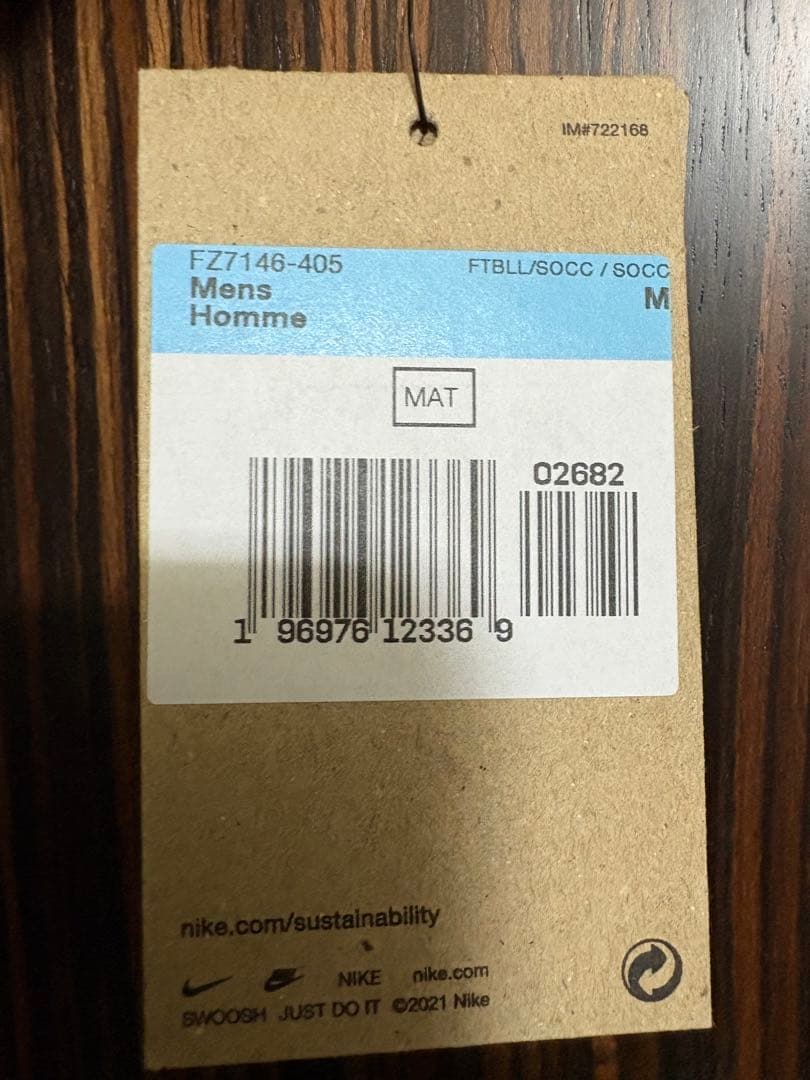 IM#722168
FZ7146-405 FTBLL/SOCC / SOCC
Mens M
Homme
MAT
02682
1 96976 12336 9
nike.com/sustainability
NIKE nike.com
SWOOSH JUST DO IT ©2021 Nike